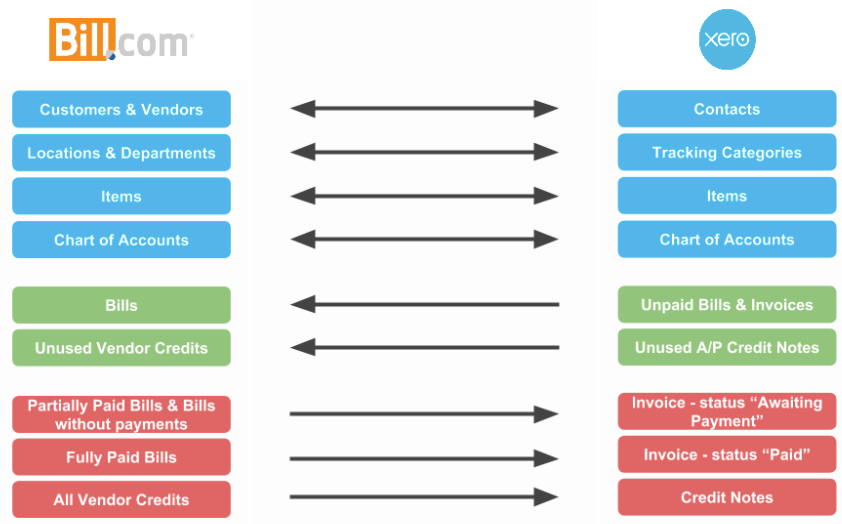 Bill.com
xero
Customers & Vendors
Contacts
Locations & Departments
Tracking Categories
Items
Items
Chart of Accounts
Chart of Accounts
Bills
Unpaid Bills & Invoices
Unused Vendor Credits
Unused A/P Credit Notes
Partially Paid Bills & Bills
without payments
Invoice - status “Awaiting
Payment”
Fully Paid Bills
Invoice - status “Paid”
All Vendor Credits
Credit Notes